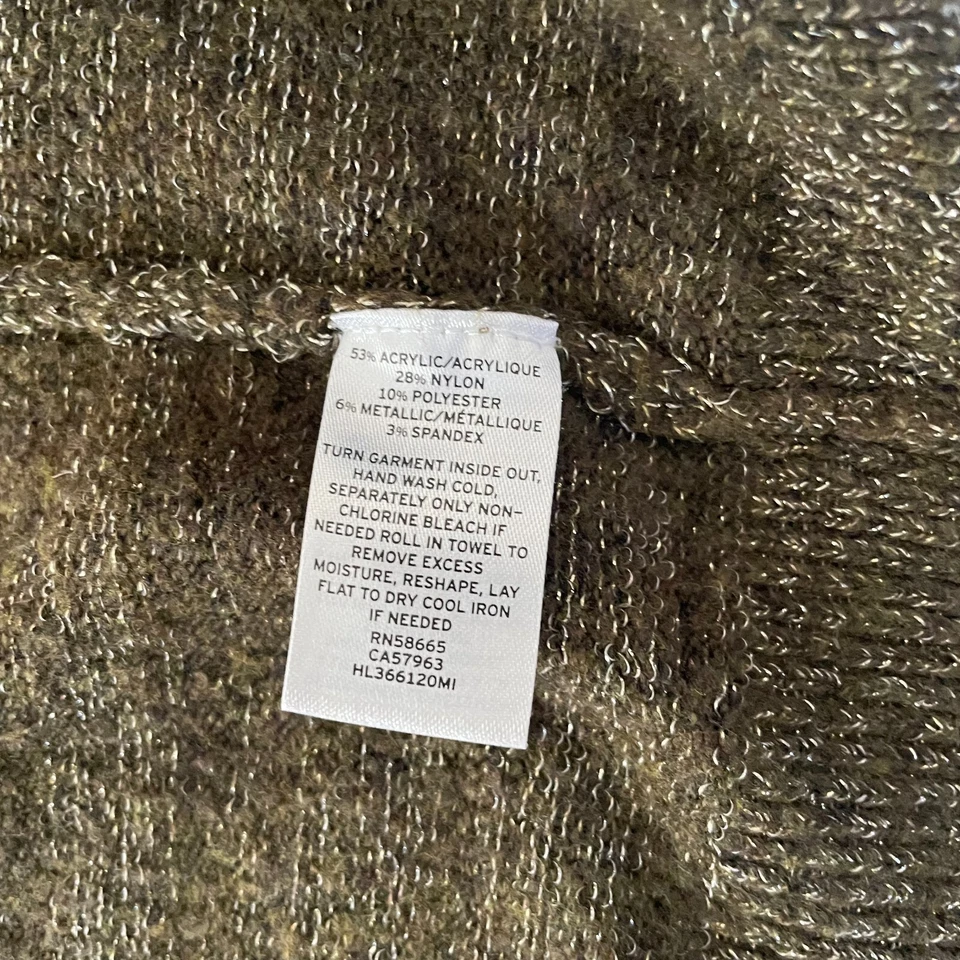 53% ACRYLIC/ACRYLIQUE
28% NYLON
10% POLYESTER
6% METALLIC/MÉTALLIQUE
3% SPANDEX
TURN GARMENT INSIDE OUT,
HAND WASH COLD,
SEPARATELY ONLY NON-
CHLORINE BLEACH IF
NEEDED ROLL IN TOWEL TO
REMOVE EXCESS
MOISTURE, RESHAPE, LAY
FLAT TO DRY COOL IRON
IF NEEDED
RN58665
CA57963
HL366120MI